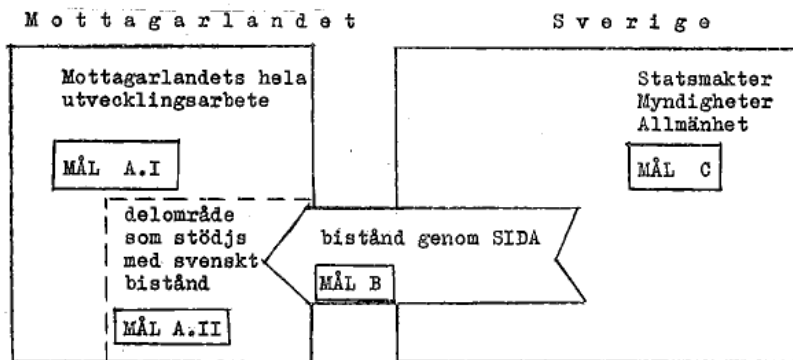 Mottagarlandet
Sverige
Mottagarlandets hela
utvecklingsarbete
MÅL A.I
Statsmakter
Myndigheter
Allmänhet
MÅL C
delområde
som stödjs
med svenskt
bistånd
MÅL A.II
bistånd genom SIDA
MÅL B